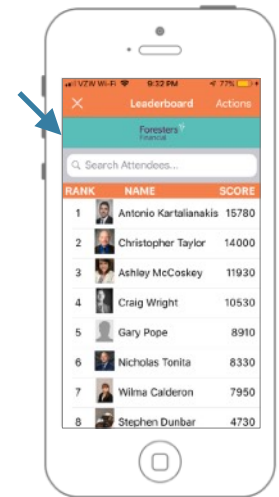 VZW Wi-Fi 9:32 PM 77%
Leaderboard Actions
Foresters
Financial
Search Attendees...
RANK NAME SCORE
1 Antonio Kartalianakis 15780
2 Christopher Taylor 14000
3 Ashley McCoskey 11930
4 Craig Wright 10530
5 Gary Pope 8910
6 Nicholas Tonita 8330
7 Wilma Calderon 7950
8 Stephen Dunbar 4730